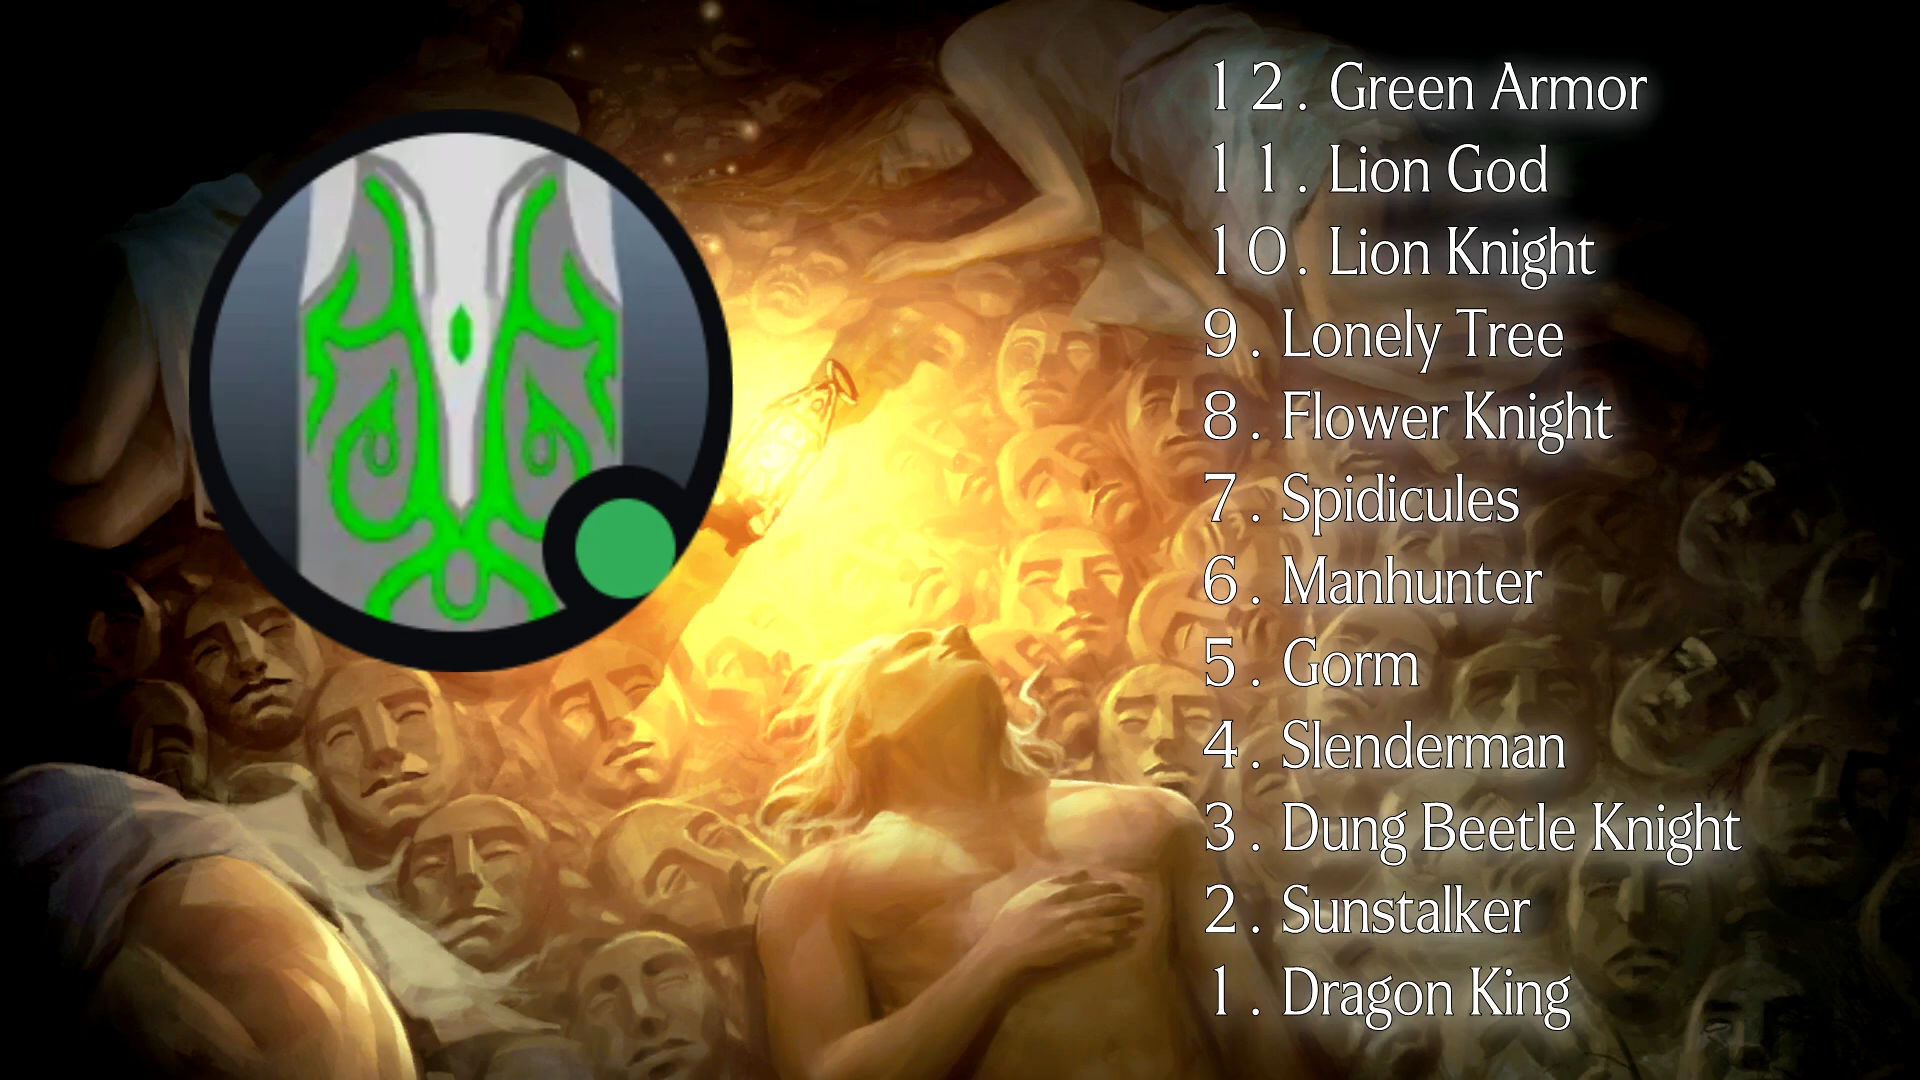 12. Green Armor
11. Lion God
10. Lion Knight
9. Lonely Tree
8. Flower Knight
7. Spidicules
6. Manhunter
5. Gorm
4. Slenderman
3. Dung Beetle Knight
2. Sunstalker
1. Dragon King